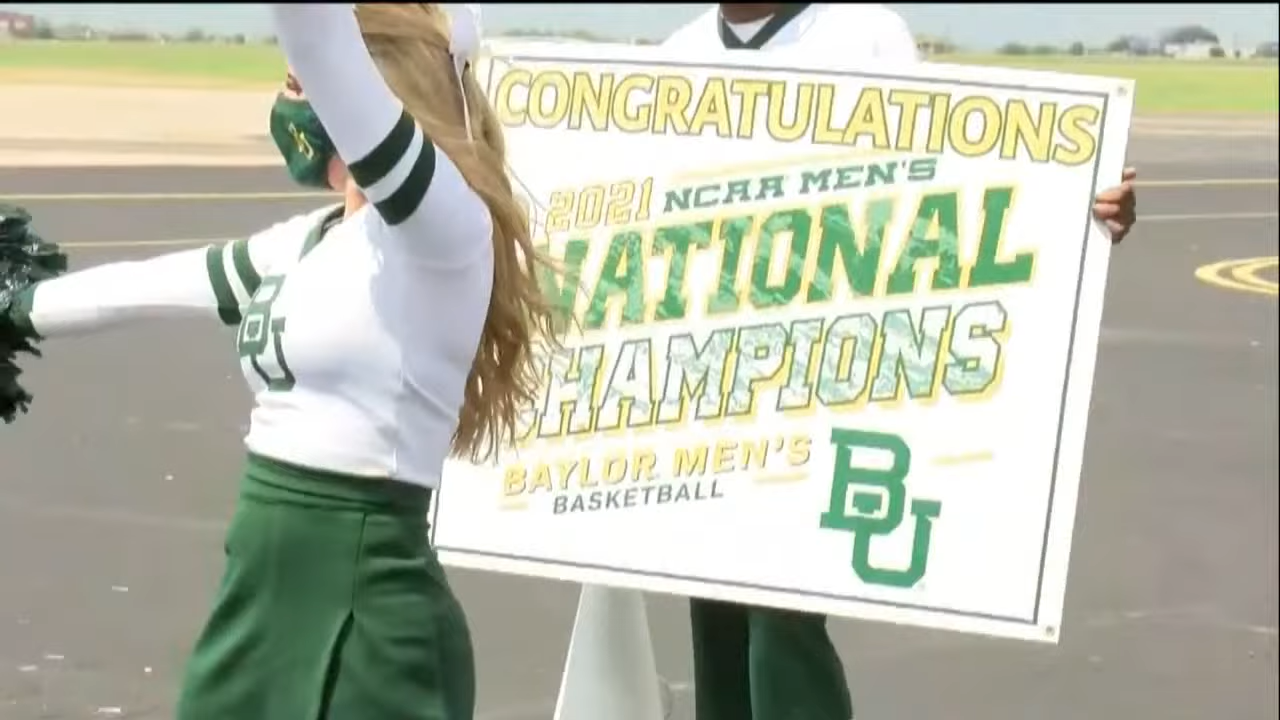 CONGRATULATIONS
2021 NCAA MEN'S
NATIONAL
CHAMPIONS
BAYLOR MEN'S
BASKETBALL
BU
BU